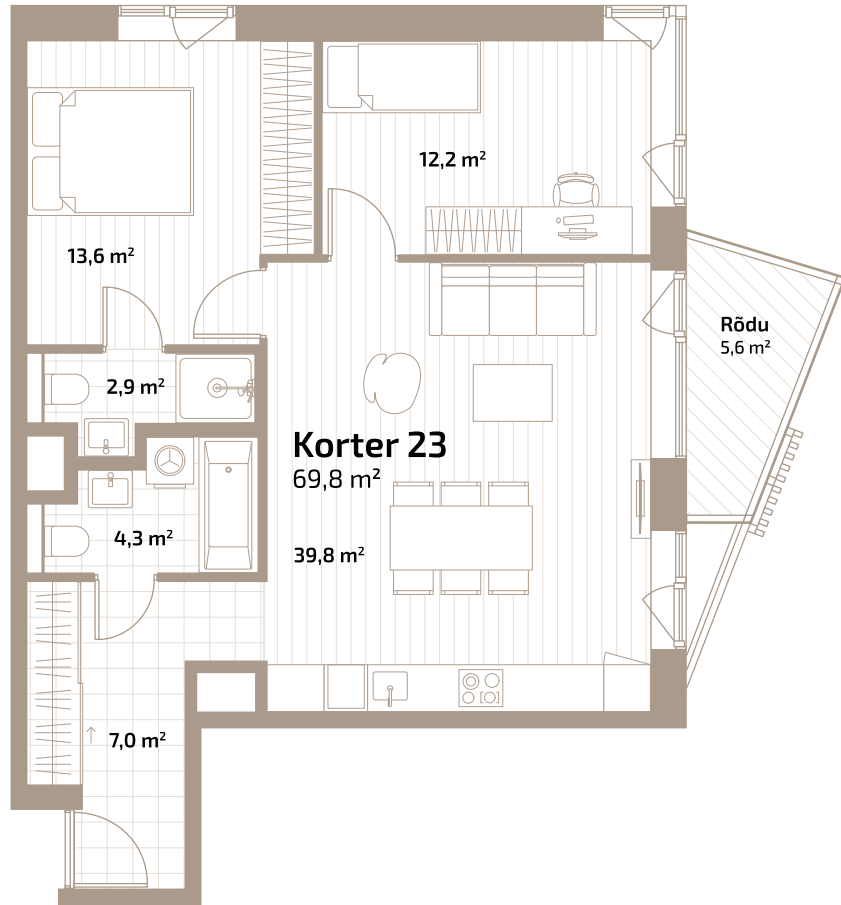 12,2 m²
13,6 m²
Rõdu
5,6 m²
2,9 m²
Korter 23
69,8 m²
4,3 m²
39,8 m²
7,0 m²